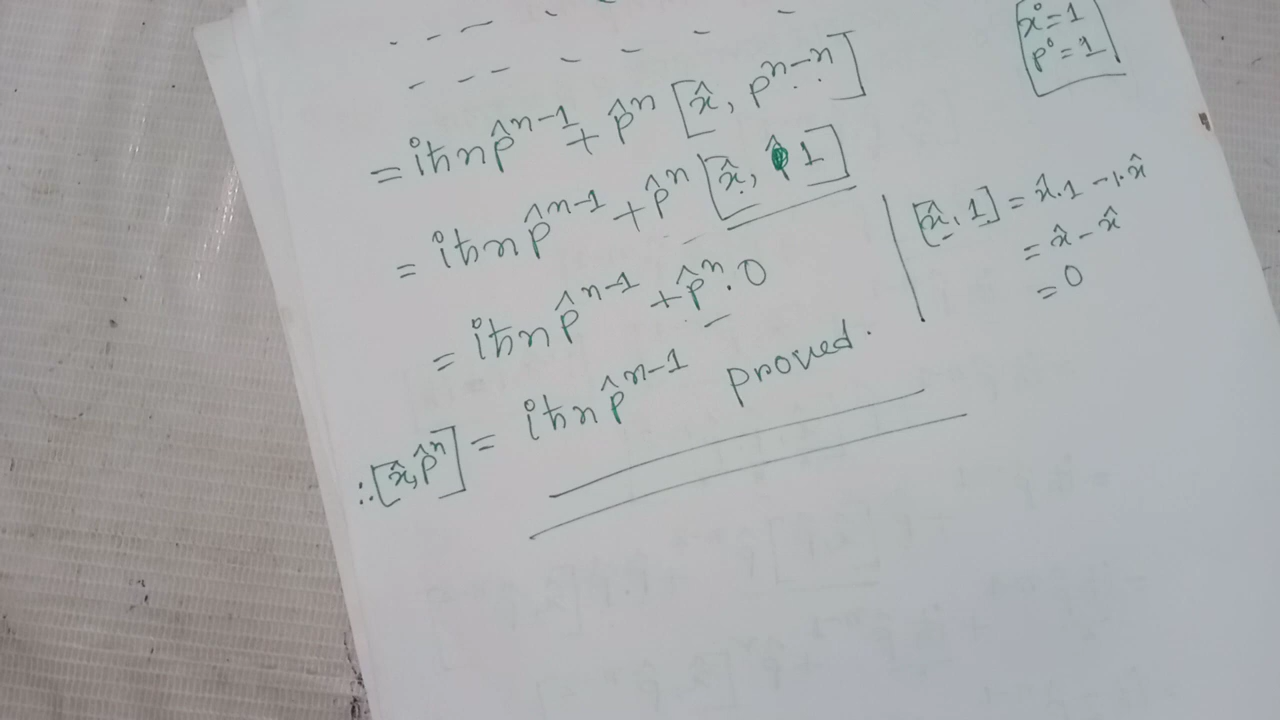 x⁰ = 1
p⁰ = 1
= iħn p̂ⁿ⁻¹ + p̂ⁿ [x̂, pⁿ⁻ⁿ]
= iħn p̂ⁿ⁻¹ + p̂ⁿ [x̂, 1]
= iħn p̂ⁿ⁻¹ + p̂ⁿ . 0
∴ [x̂, p̂ⁿ] = iħn p̂ⁿ⁻¹ proved.
[x̂, 1] = x̂.1 - 1.x̂
= x̂ - x̂
= 0